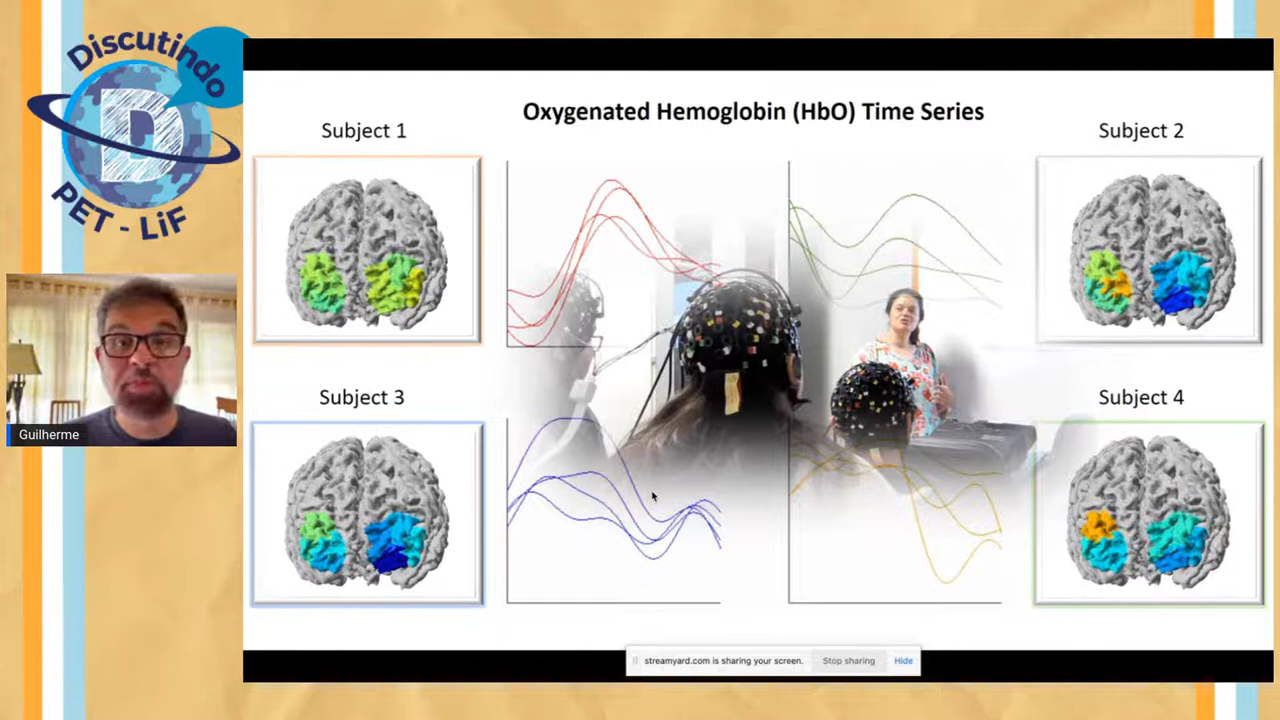 Discutindo
D
PET - LiF
Guilherme
Oxygenated Hemoglobin (HbO) Time Series
Subject 1
Subject 2
Subject 3
Subject 4
streamyard.com is sharing your screen.
Stop sharing
Hide